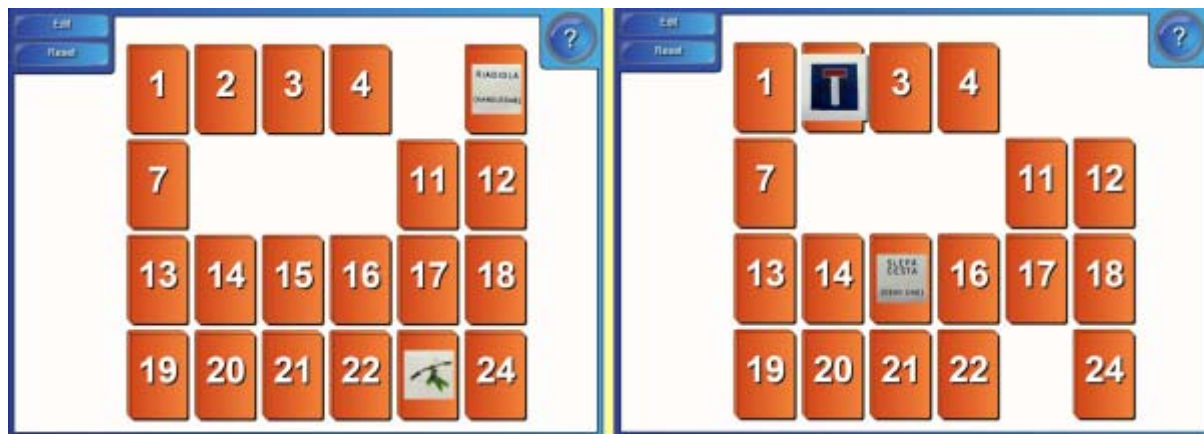 Edit
Reset
?
1 2 3 4
7 11 12
13 14 15 16 17 18
19 20 21 22 24
Edit
Reset
?
1 T 3 4
7 11 12
13 14 SLEPÁ
CESTA 16 17 18
19 20 21 22 24